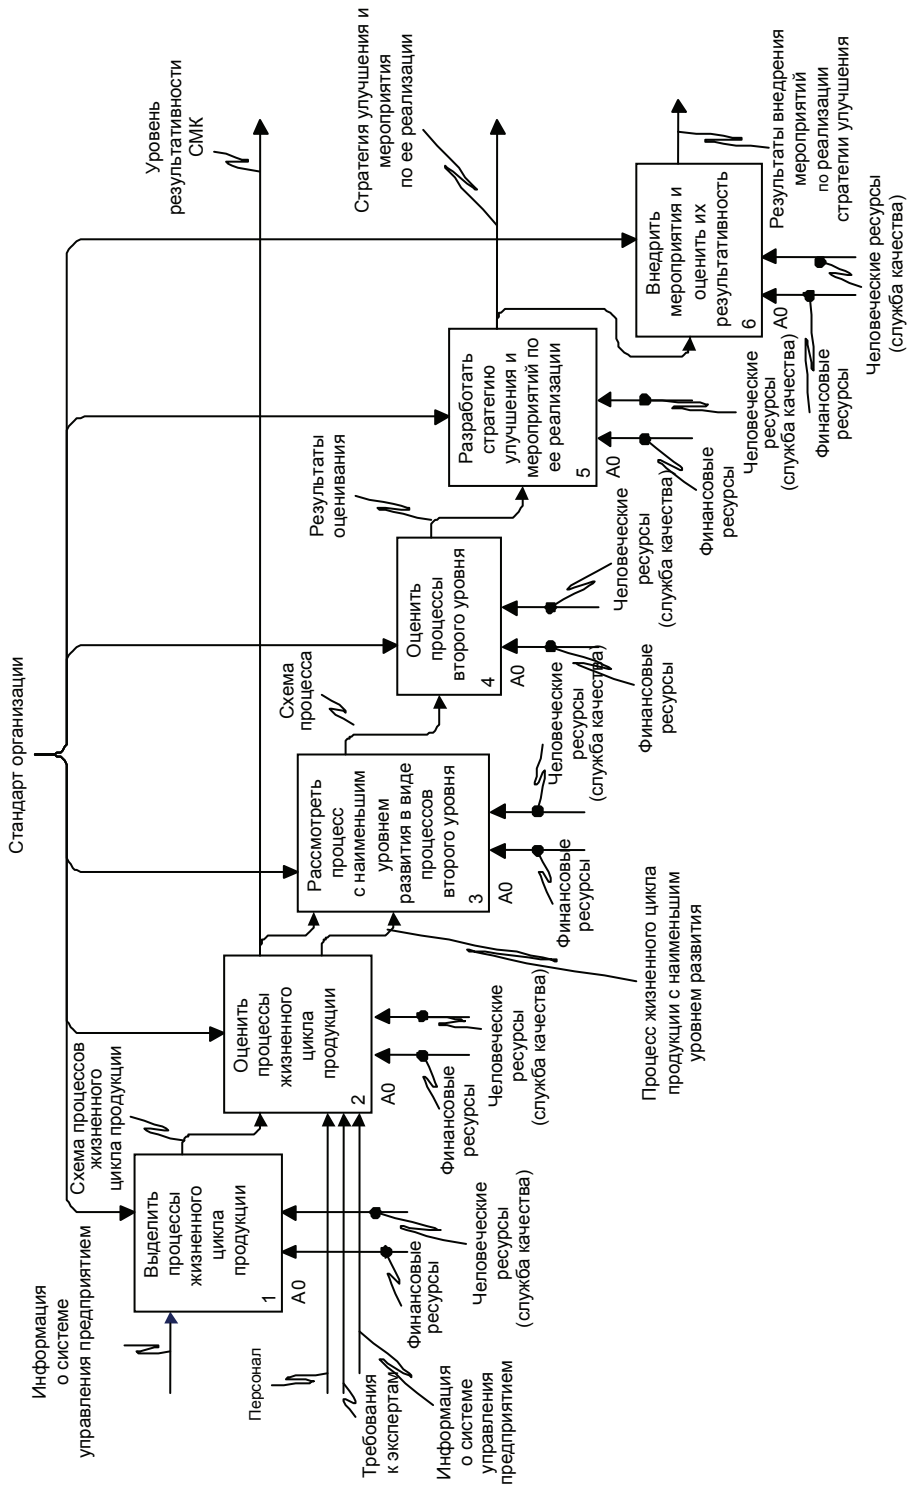 Стандарт организации
Информация
о системе
управления предприятием
Схема процессов
жизненного
цикла продукции
Выделить
процессы
жизненного
цикла
продукции
1
А0
Финансовые
ресурсы
Человеческие
ресурсы
(служба качества)
Персонал
Требования
к экспертам
Информация
о системе
управления
предприятием
Оценить
процессы
жизненного
цикла
продукции
2
А0
Финансовые
ресурсы
Человеческие
ресурсы
(служба качества)
Уровень
результативности
СМК
Процесс жизненного цикла
продукции с наименьшим
уровнем развития
Рассмотреть
процесс
с наименьшим
уровнем
развития в виде
процессов
второго уровня
3
А0
Финансовые
ресурсы
Человеческие
ресурсы
(служба качества)
Схема
процесса
Оценить
процессы
второго уровня
4
А0
Финансовые
ресурсы
Человеческие
ресурсы
(служба качества)
Результаты
оценивания
Разработать
стратегию
улучшения и
мероприятий по
ее реализации
5
А0
Финансовые
ресурсы
Человеческие
ресурсы
(служба качества)
Стратегия улучшения и
мероприятия
по ее реализации
Внедрить
мероприятия и
оценить их
результативность
6
А0
Финансовые
ресурсы
Человеческие ресурсы
(служба качества)
Результаты внедрения
мероприятий
по реализации
стратегии улучшения